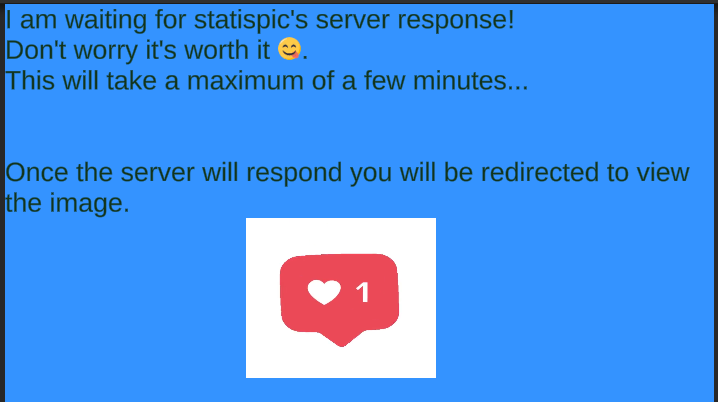 I am waiting for statispic's server response!
Don't worry it's worth it 😋.
This will take a maximum of a few minutes...
Once the server will respond you will be redirected to view
the image.
1